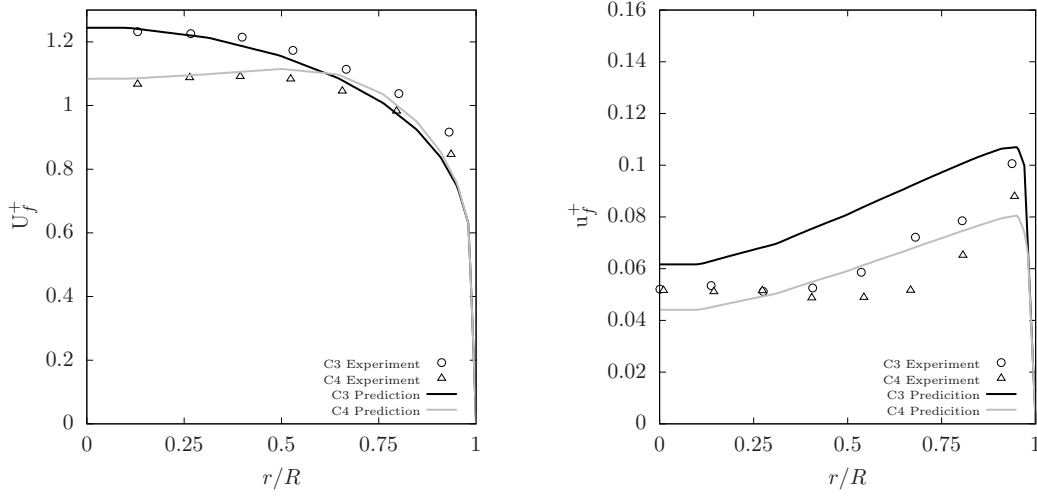 1.2
1
0.8
0.6
0.4
0.2
0
U_f^+
C3 Experiment
C4 Experiment
C3 Prediction
C4 Prediction
0 0.25 0.5 0.75 1
r/R
0.16
0.14
0.12
0.1
0.08
0.06
0.04
0.02
0
u_f^+
C3 Experiment
C4 Experiment
C3 Predicition
C4 Predicition
0 0.25 0.5 0.75 1
r/R